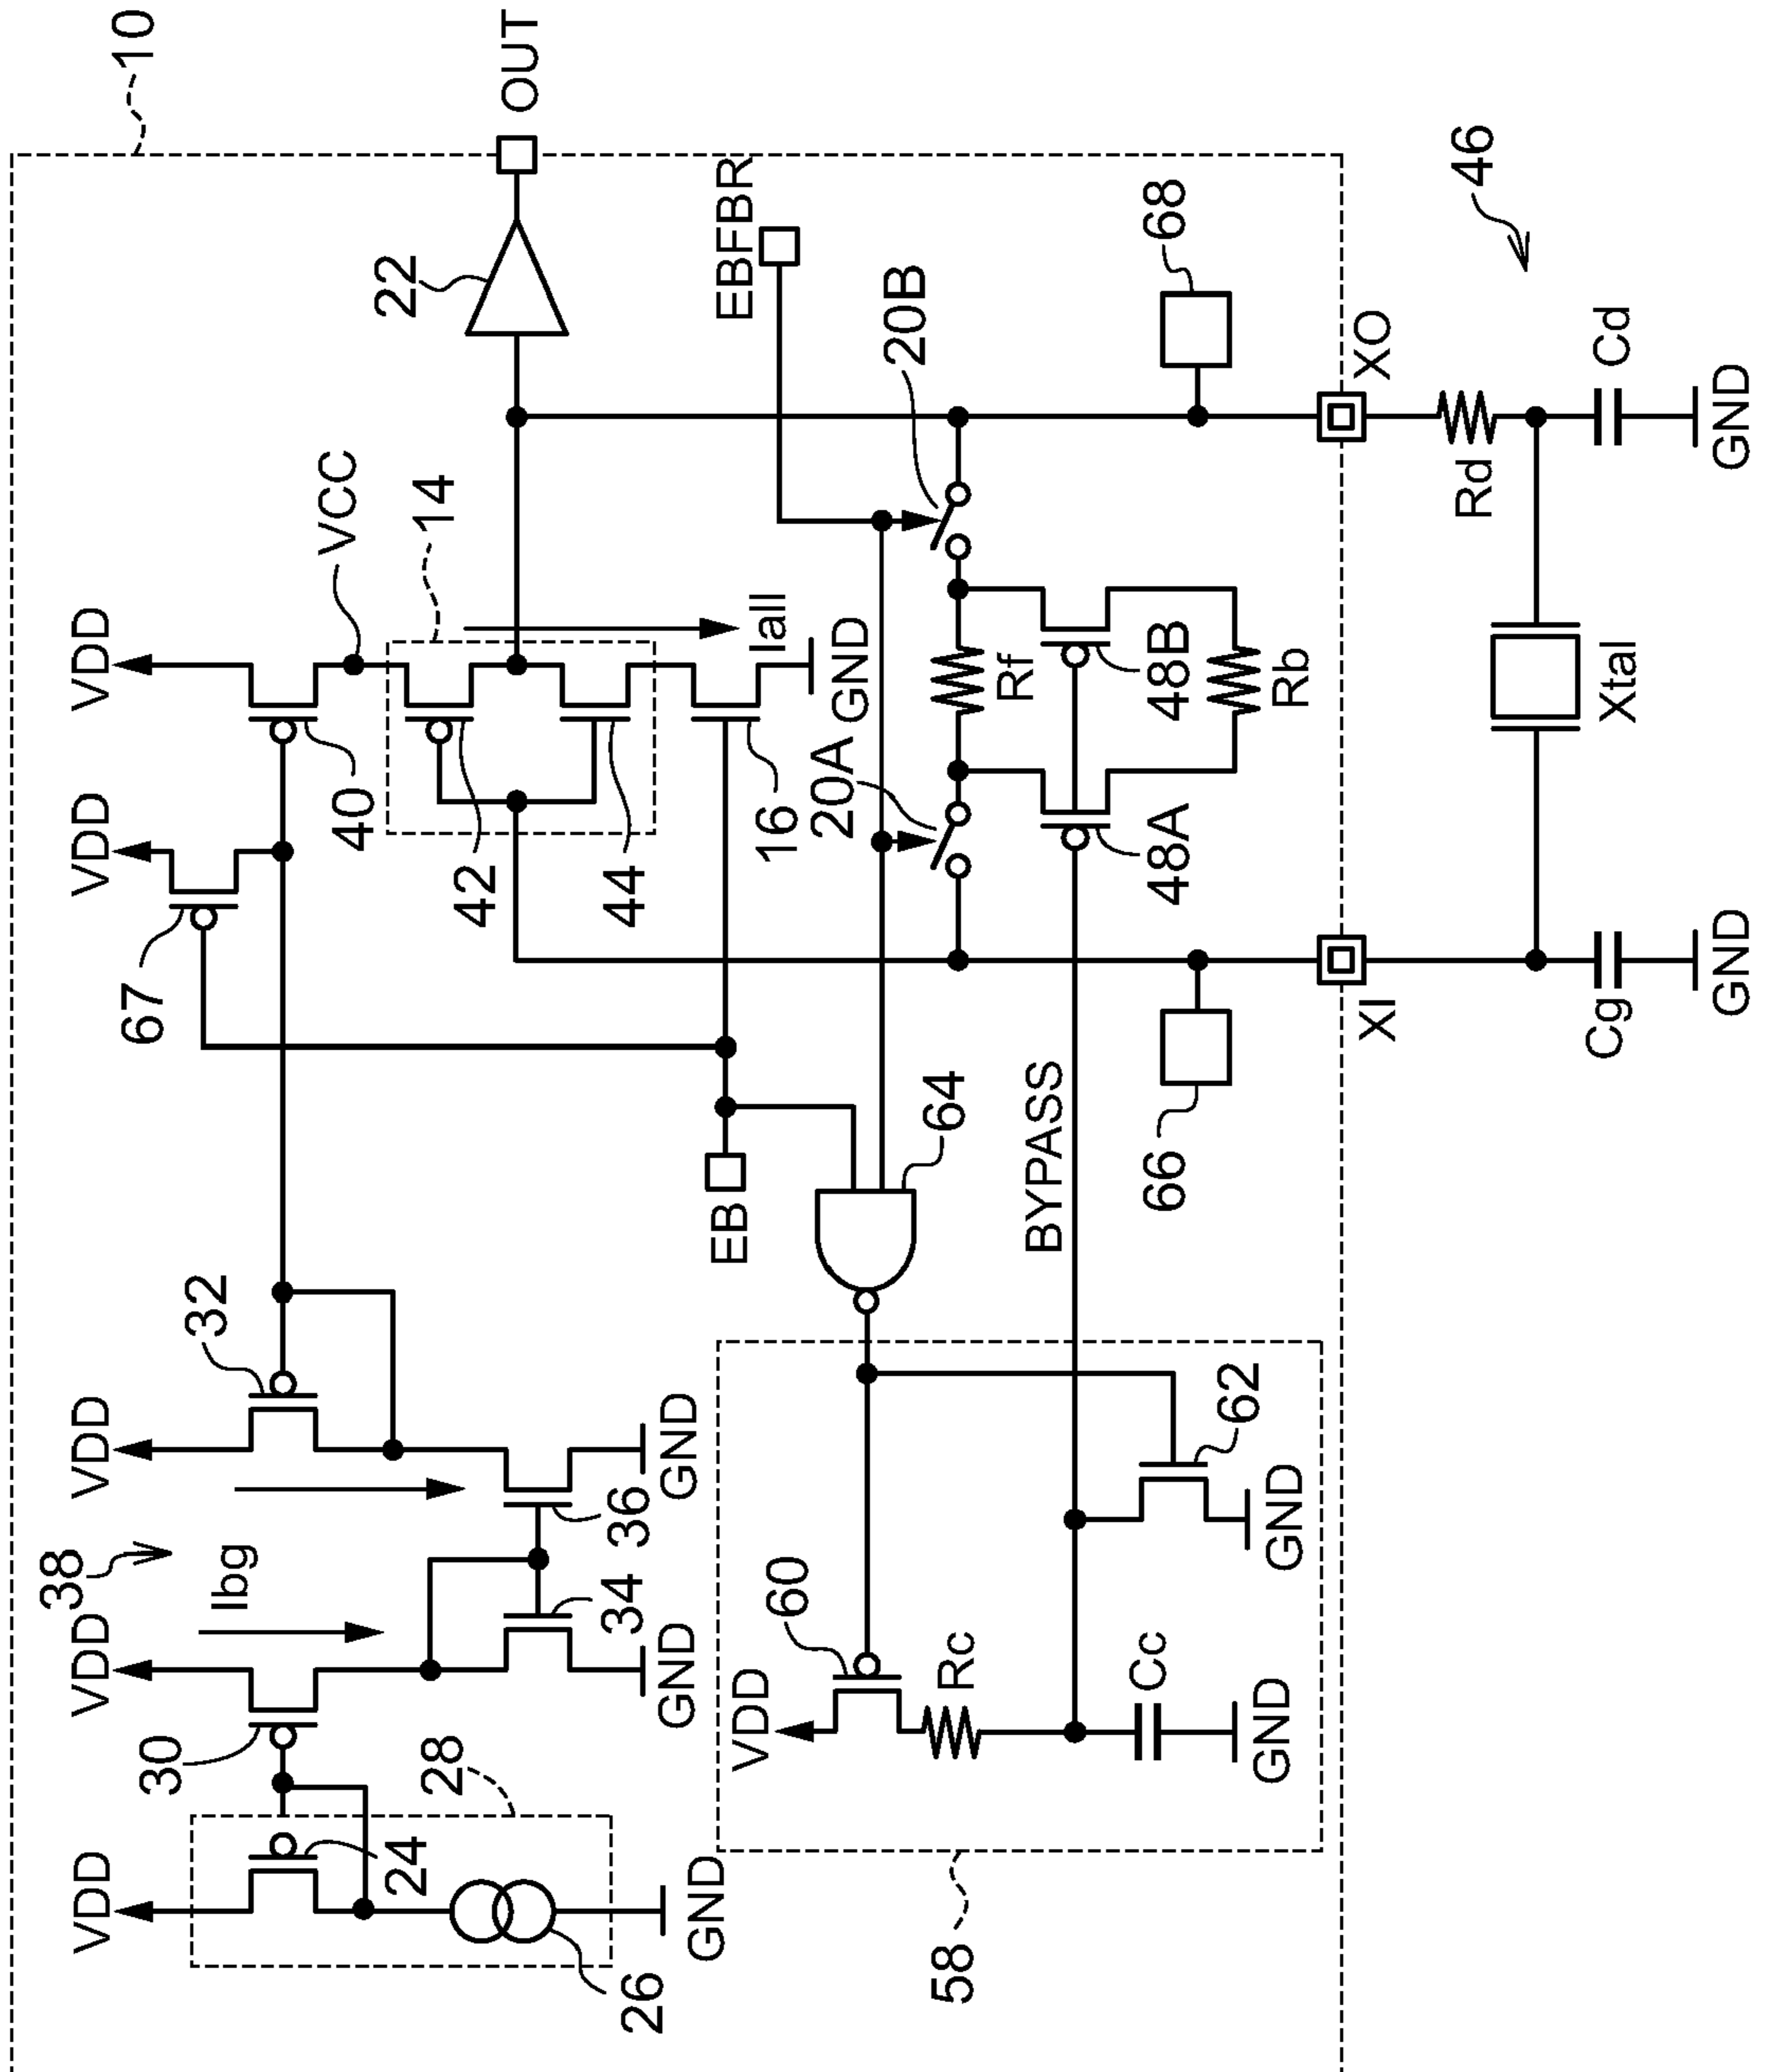 10
VDD
VDD
VDD
VDD
VDD
38
Ibg
30
28
24
26
GND
34
GND
36
GND
32
67
40
VCC
14
42
44
Iall
GND
16
22
OUT
EB
64
EBFBR
20A
20B
Rf
48A
48B
Rb
BYPASS
58
VDD
60
Rc
Cc
GND
62
GND
66
68
XI
XO
46
Cg
GND
Xtal
Rd
Cd
GND